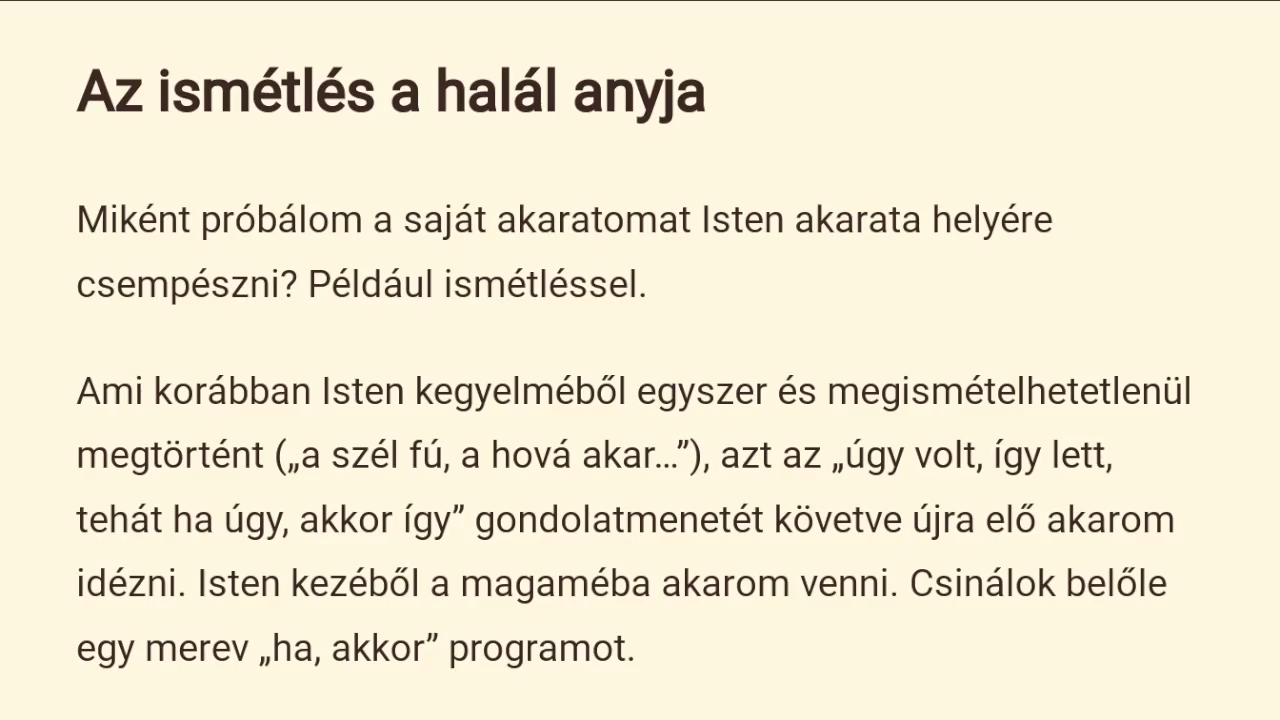 Az ismétlés a halál anyja
Miként próbálom a saját akaratomat Isten akarata helyére
csempészni? Például ismétléssel.
Ami korábban Isten kegyelméből egyszer és megismételhetetlenül
megtörtént („a szél fú, a hová akar…”), azt az „úgy volt, így lett,
tehát ha úgy, akkor így” gondolatmenetét követve újra elő akarom
idézni. Isten kezéből a magaméba akarom venni. Csinálok belőle
egy merev „ha, akkor” programot.